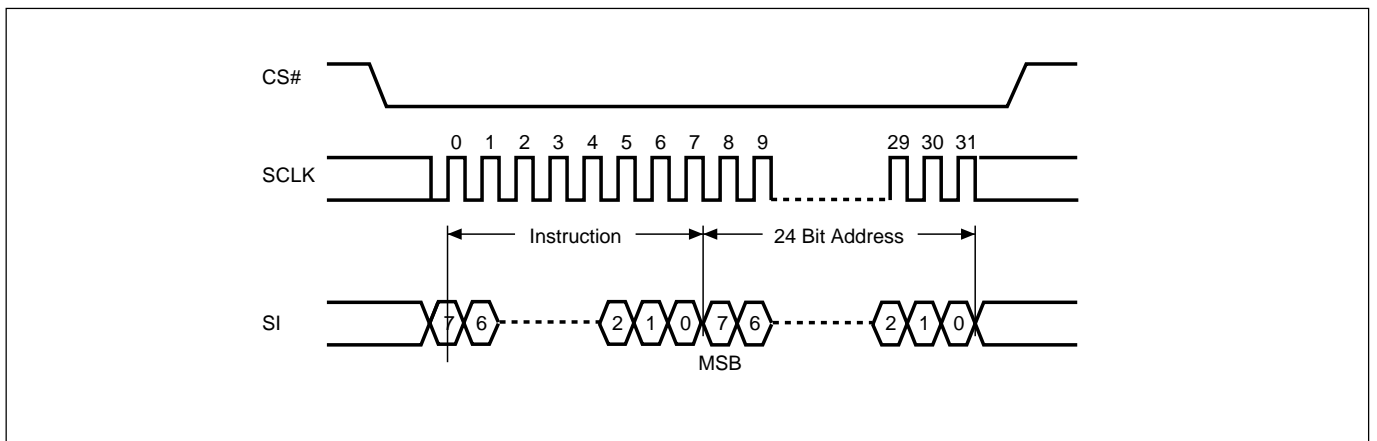 CS#
0 1 2 3 4 5 6 7 8 9 29 30 31
SCLK
Instruction 24 Bit Address
SI 7 6 2 1 0 7 6 2 1 0
MSB